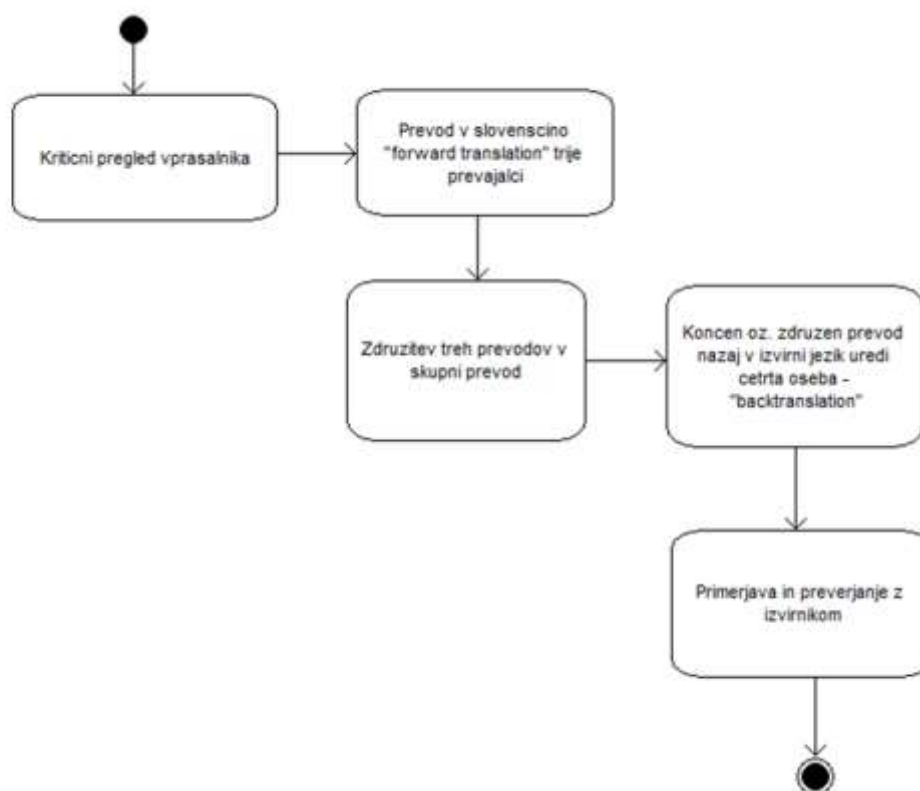 Kriticni pregled vprasalnika
Prevod v slovenscino
"forward translation" trije
prevajalci
Zdruzitev treh prevodov v
skupni prevod
Koncen oz. zdruzen prevod
nazaj v izvirni jezik uredi
cetrta oseba -
"backtranslation"
Primerjava in preverjanje z
izvirnikom